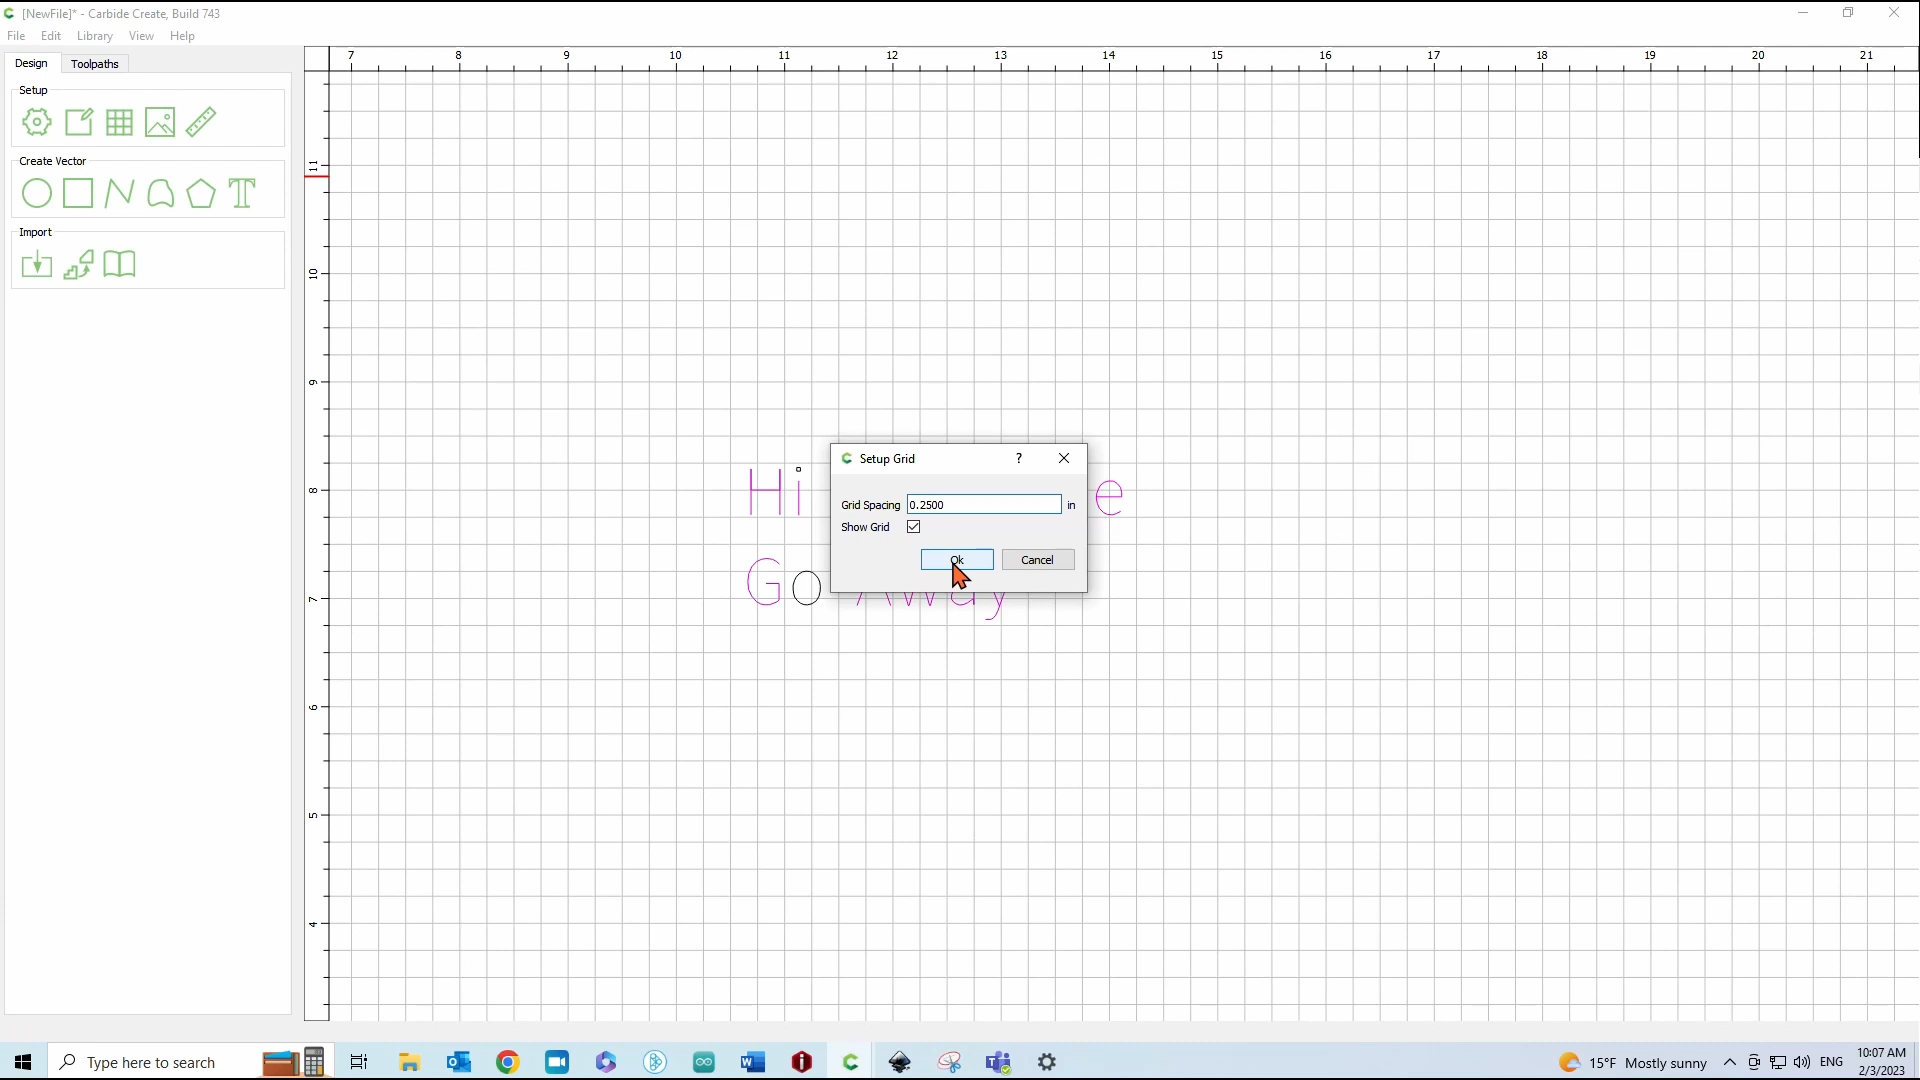 [NewFile]* - Carbide Create, Build 743
File Edit Library View Help
Design Toolpaths
Setup
Create Vector
Import
7 8 9 10 11 12 13 14 15 16 17 18 19 20 21
11
10
9
8
7
6
5
4
Hi e
Go Away
Setup Grid ?
Grid Spacing 0.2500 in
Show Grid
Ok Cancel
Type here to search
15°F Mostly sunny ENG
10:07 AM
2/3/2023